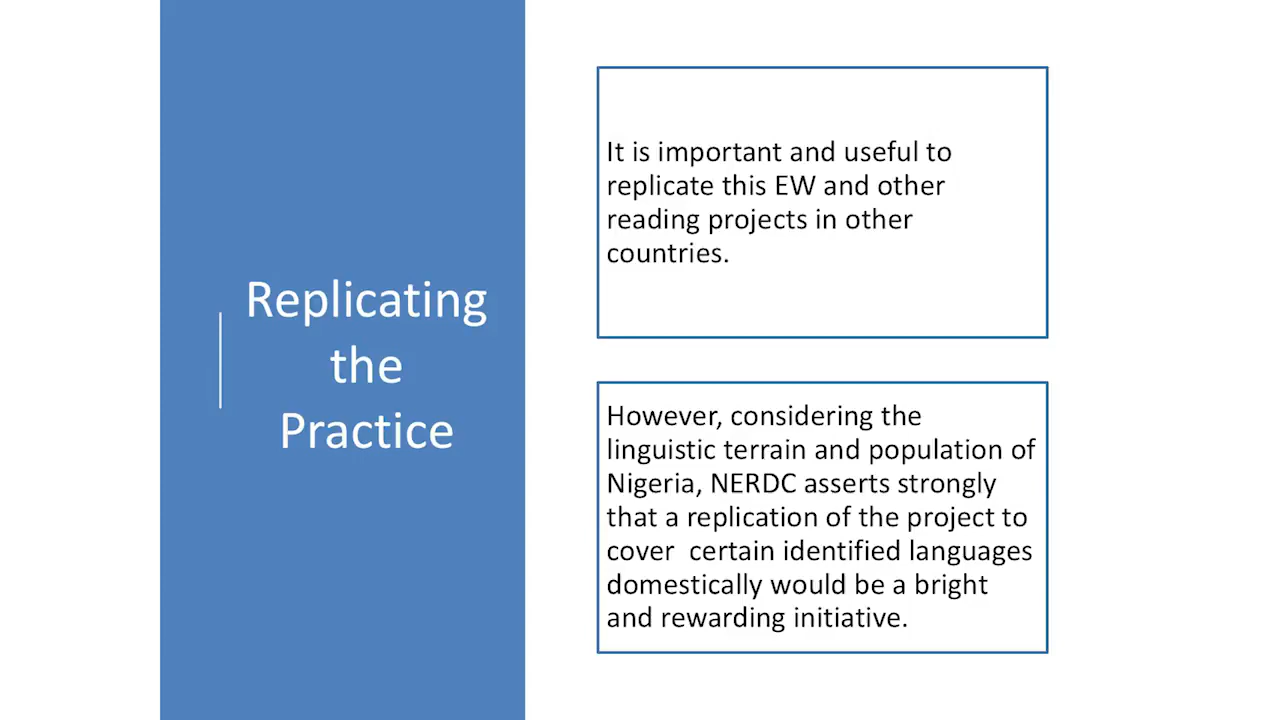 Replicating
the
Practice
It is important and useful to
replicate this EW and other
reading projects in other
countries.
However, considering the
linguistic terrain and population of
Nigeria, NERDC asserts strongly
that a replication of the project to
cover  certain identified languages
domestically would be a bright
and rewarding initiative.